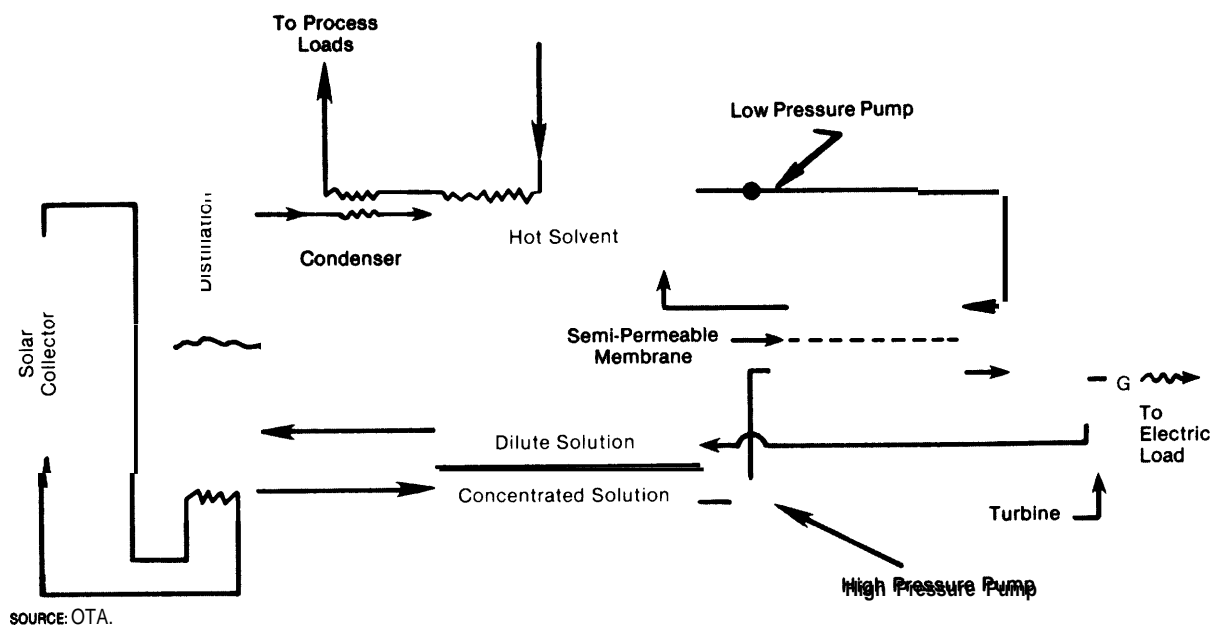 To Process
Loads
Low Pressure Pump
Distillation
Hot Solvent
Condenser
Solar
Collector
Semi-Permeable
Membrane
G
To
Electric
Load
Dilute Solution
Concentrated Solution
Turbine
High Pressure Pump
SOURCE: OTA.